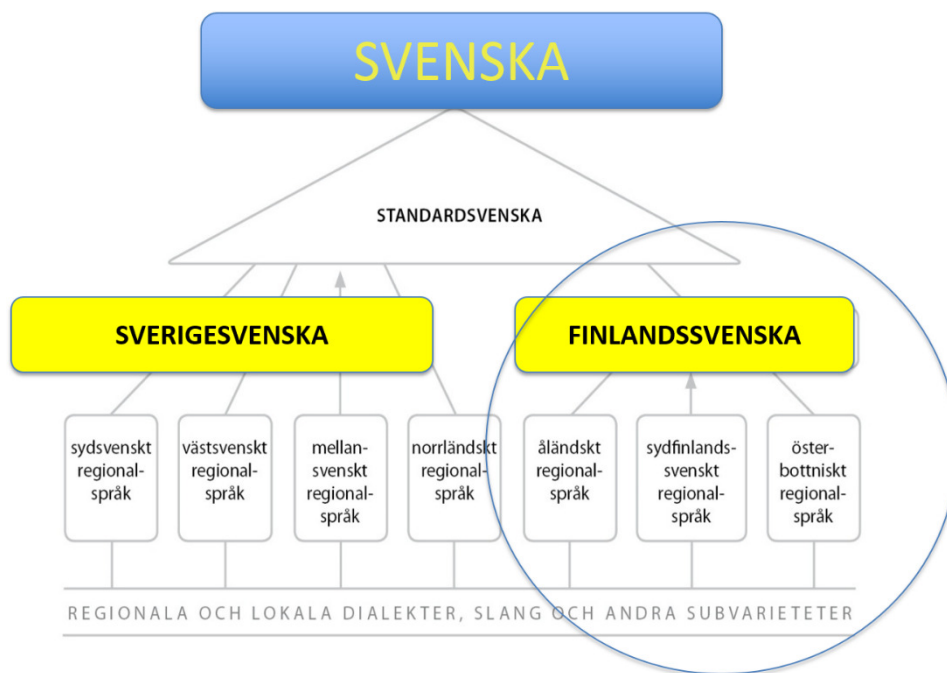 SVENSKA
STANDARDSVENSKA
SVERIGESVENSKA
FINLANDSSVENSKA
sydsvenskt
regional-
språk
västsvenskt
regional-
språk
mellan-
svenskt
regional-
språk
norrländskt
regional-
språk
åländskt
regional-
språk
sydfinlands-
svenskt
regional-
språk
öster-
bottniskt
regional-
språk
REGIONALA OCH LOKALA DIALEKTER, SLANG OCH ANDRA SUBVARIETETER